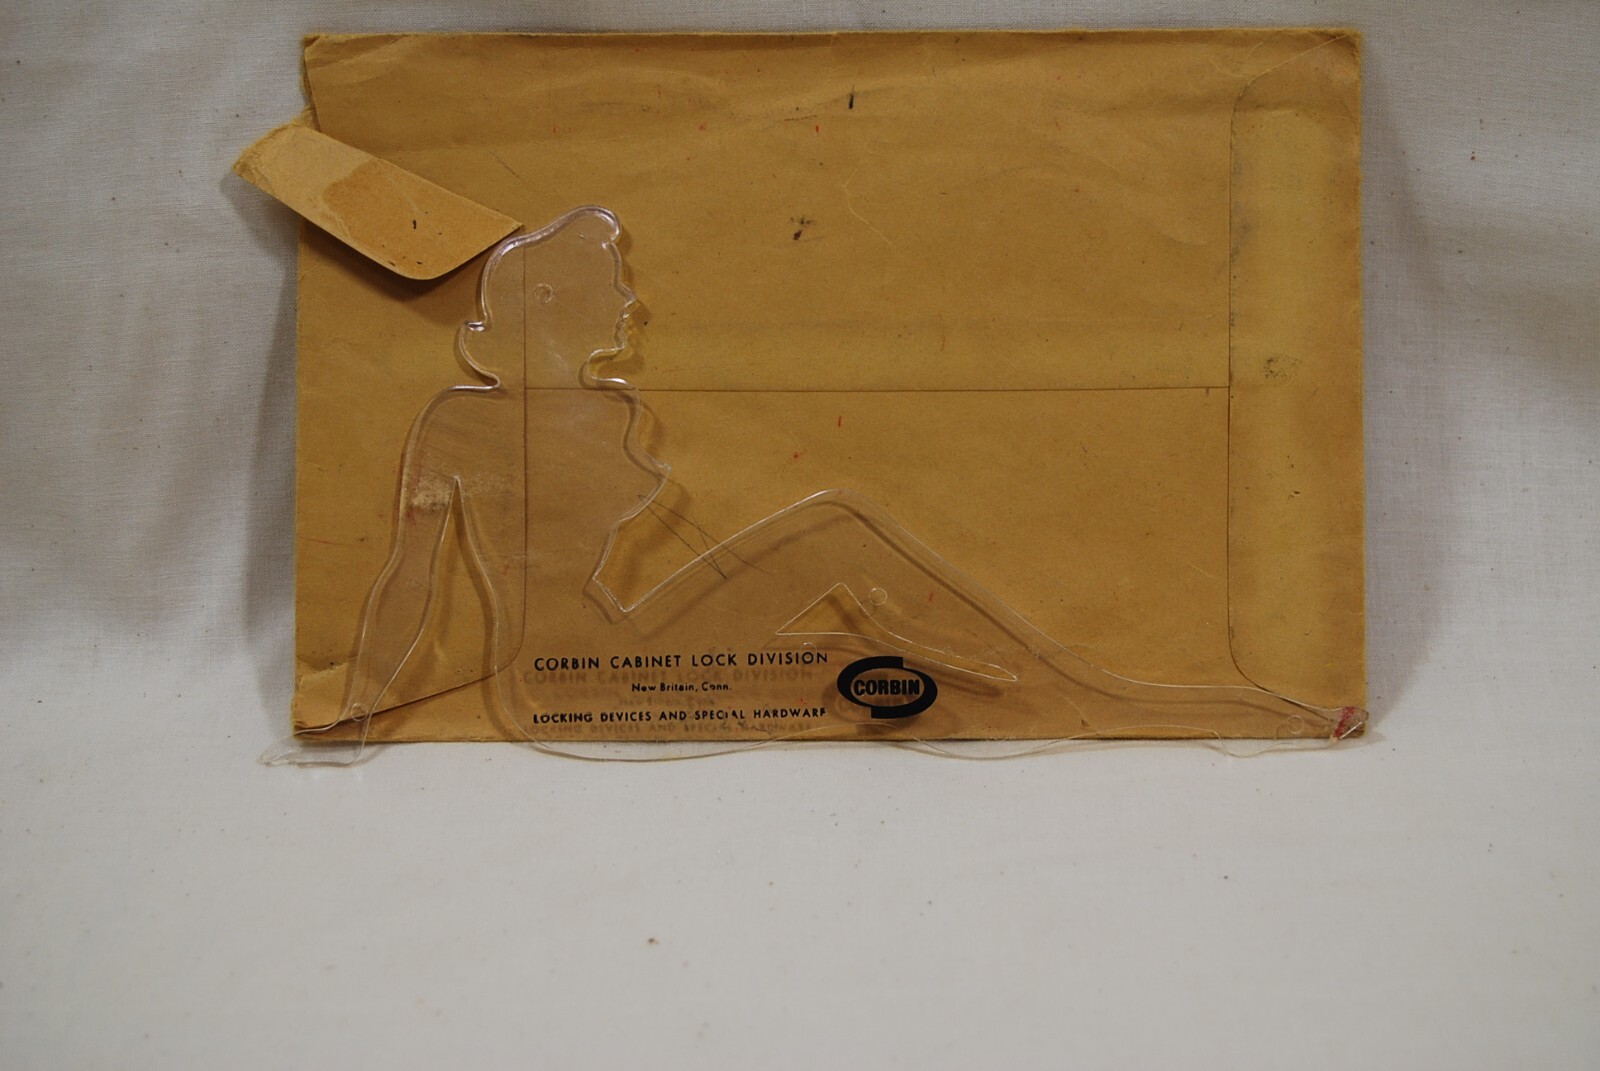 CORBIN CABINET LOCK DIVISION
New Britain, Conn.
LOCKING DEVICES AND SPECIAL HARDWARE
CORBIN